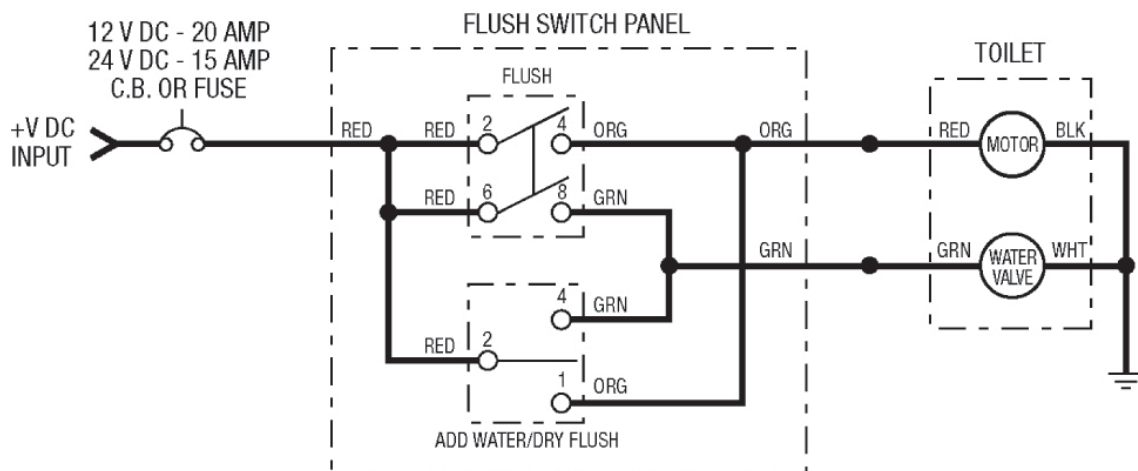 12 V DC - 20 AMP
24 V DC - 15 AMP
C.B. OR FUSE
+V DC
INPUT
FLUSH SWITCH PANEL
FLUSH
RED
RED
2
4
ORG
ORG
RED
6
8
GRN
GRN
4
GRN
RED
2
1
ORG
ADD WATER/DRY FLUSH
TOILET
RED
MOTOR
BLK
GRN
WATER
VALVE
WHT